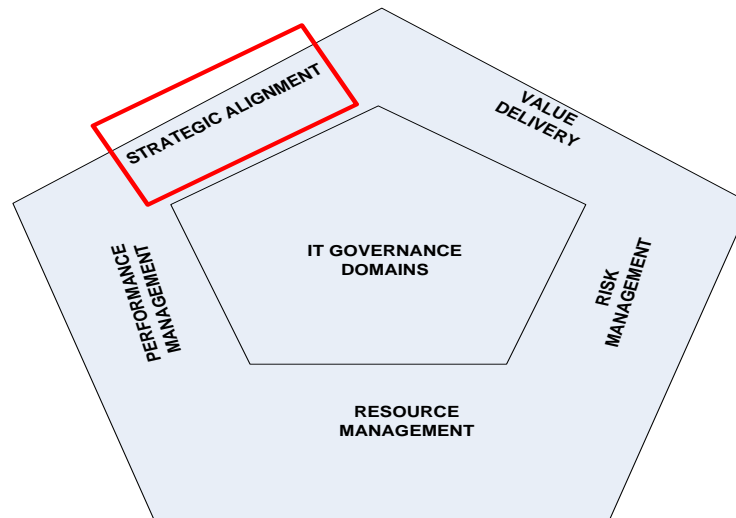 STRATEGIC ALIGNMENT
VALUE
DELIVERY
PERFORMANCE
MANAGEMENT
IT GOVERNANCE
DOMAINS
RISK
MANAGEMENT
RESOURCE
MANAGEMENT